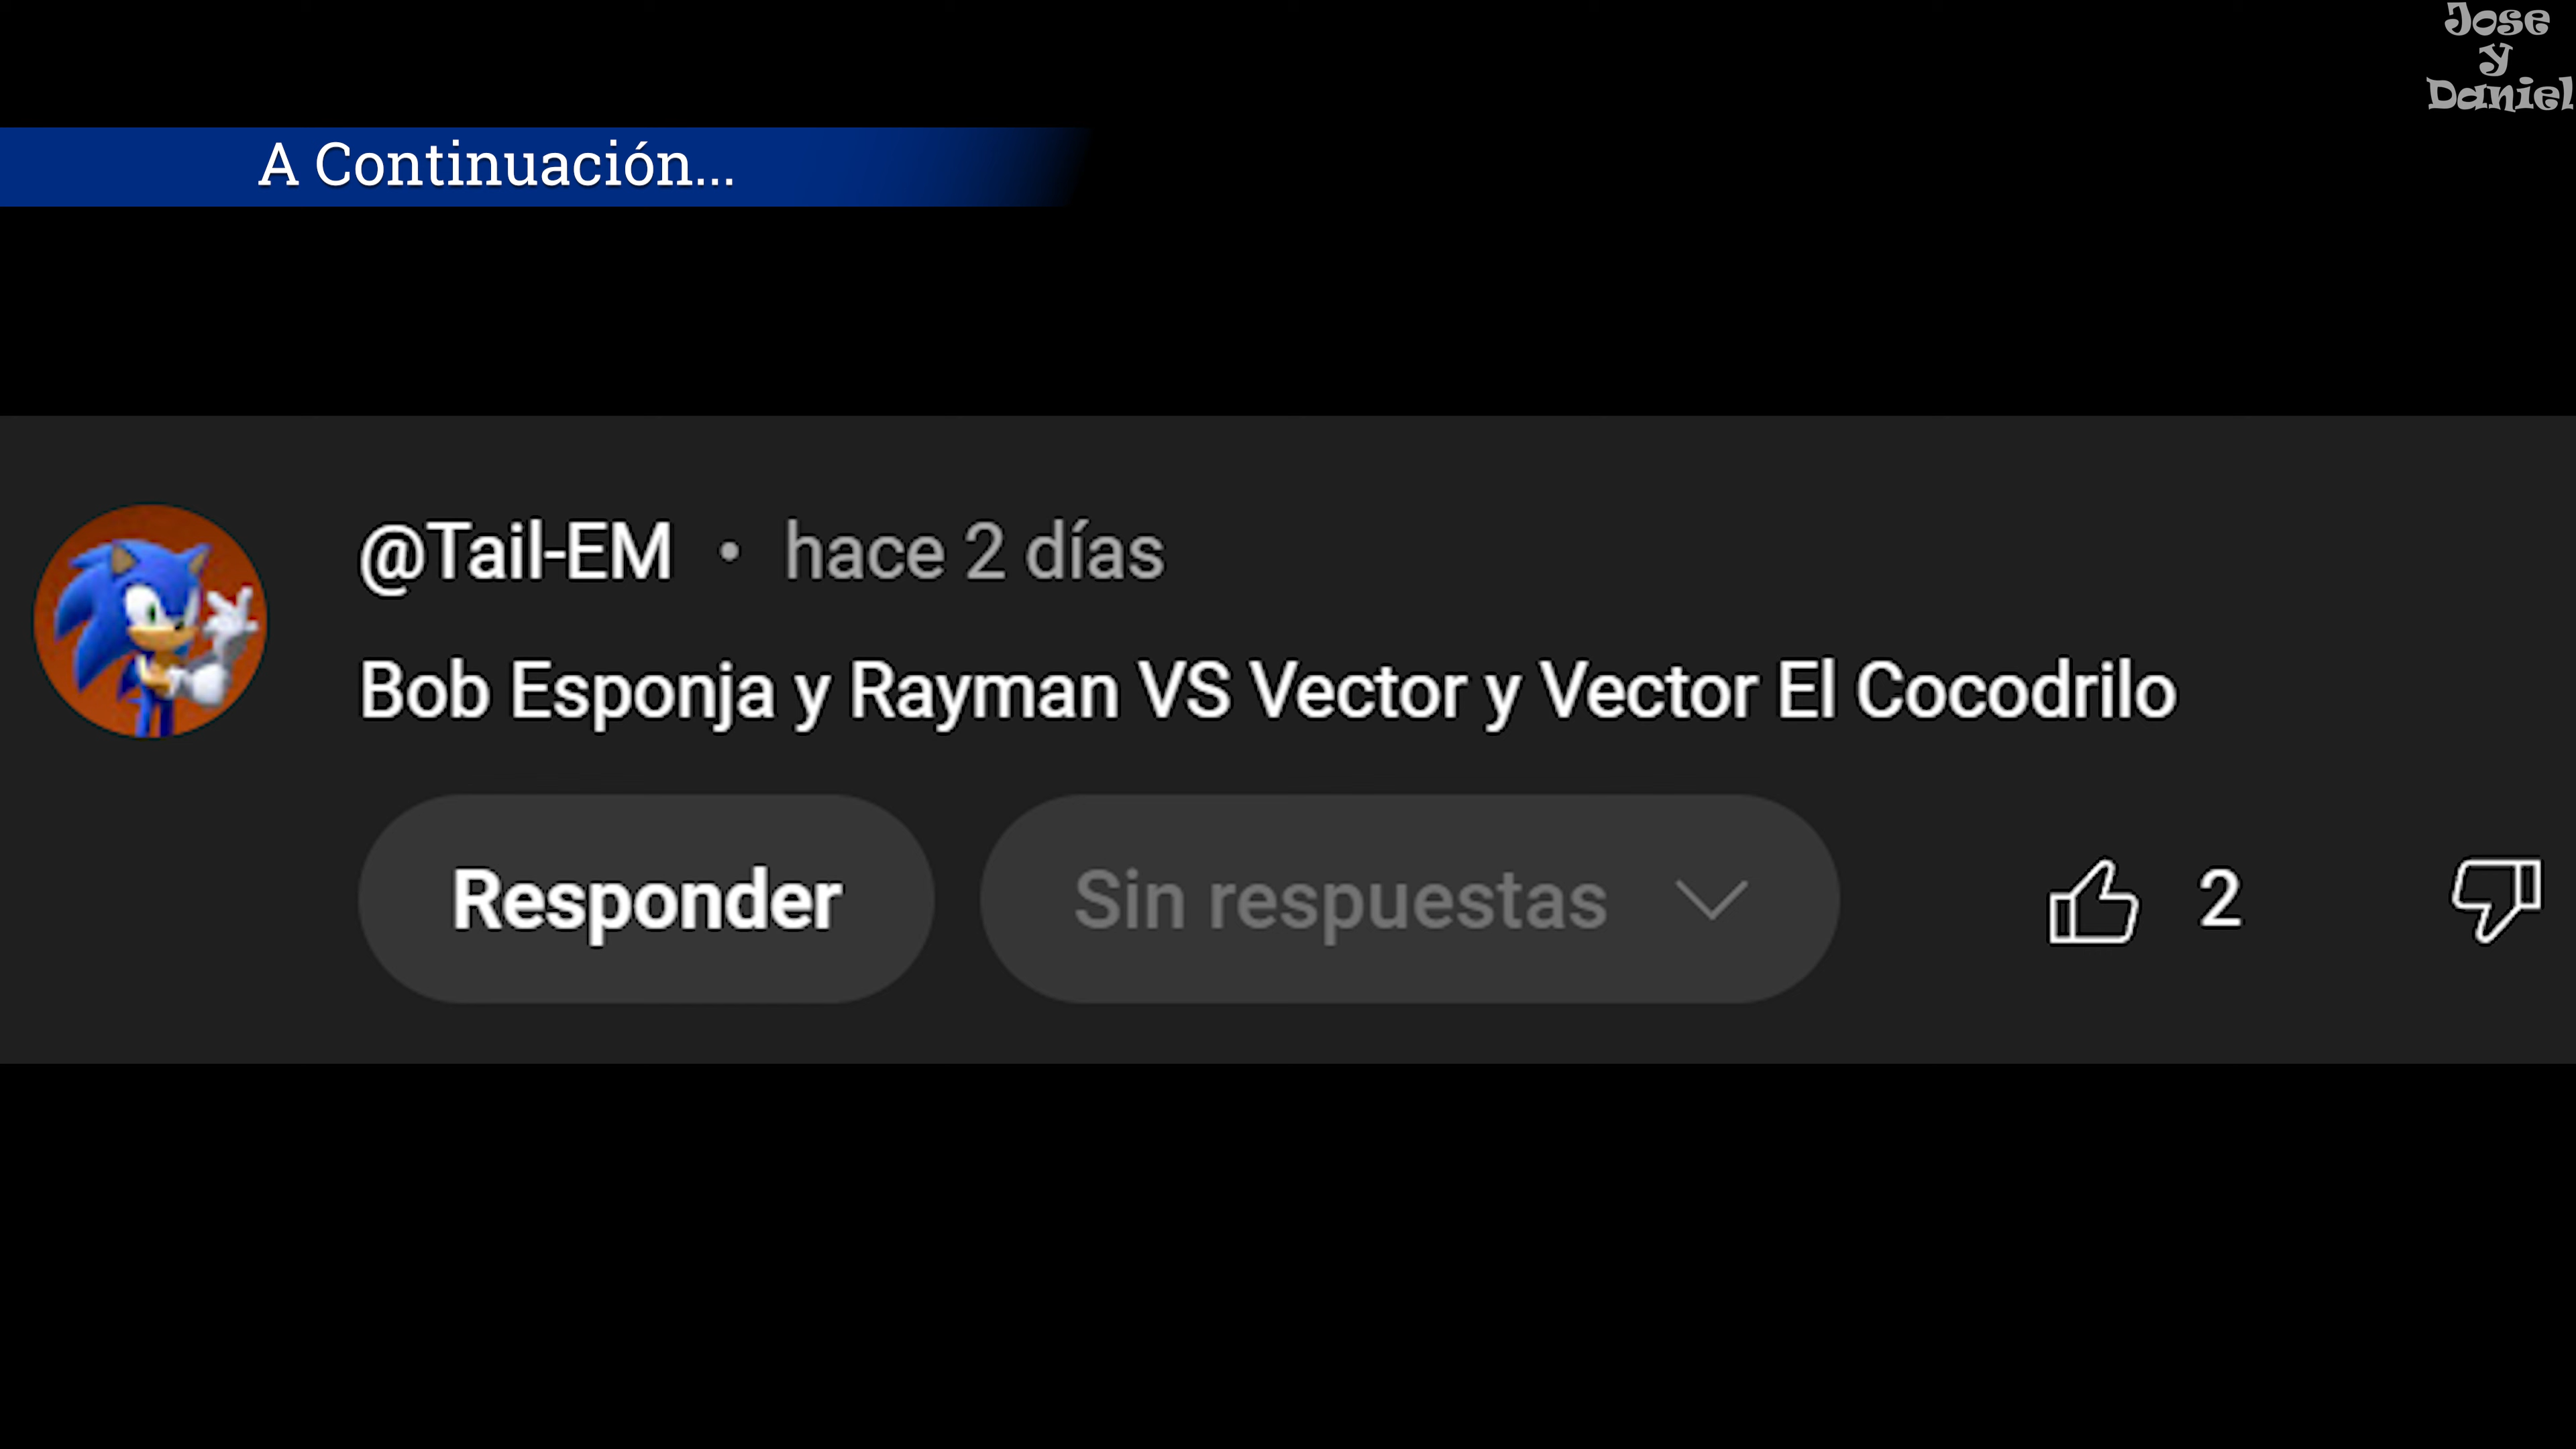 Jose
y
Daniel
A Continuación...
@Tail-EM • hace 2 días
Bob Esponja y Rayman VS Vector y Vector El Cocodrilo
Responder
Sin respuestas
2